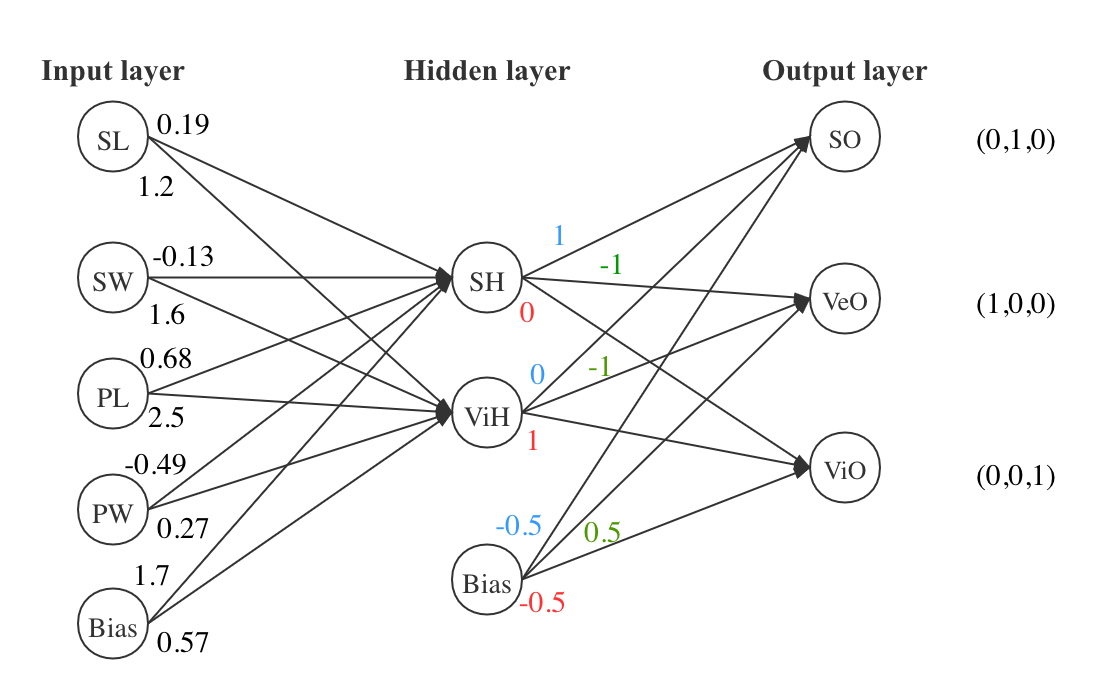 Input layer
Hidden layer
Output layer
SL
0.19
1.2
SW
-0.13
1.6
PL
0.68
2.5
PW
-0.49
0.27
Bias
1.7
0.57
SH
1
-1
0
ViH
0
-1
1
Bias
-0.5
0.5
-0.5
SO
(0,1,0)
VeO
(1,0,0)
ViO
(0,0,1)